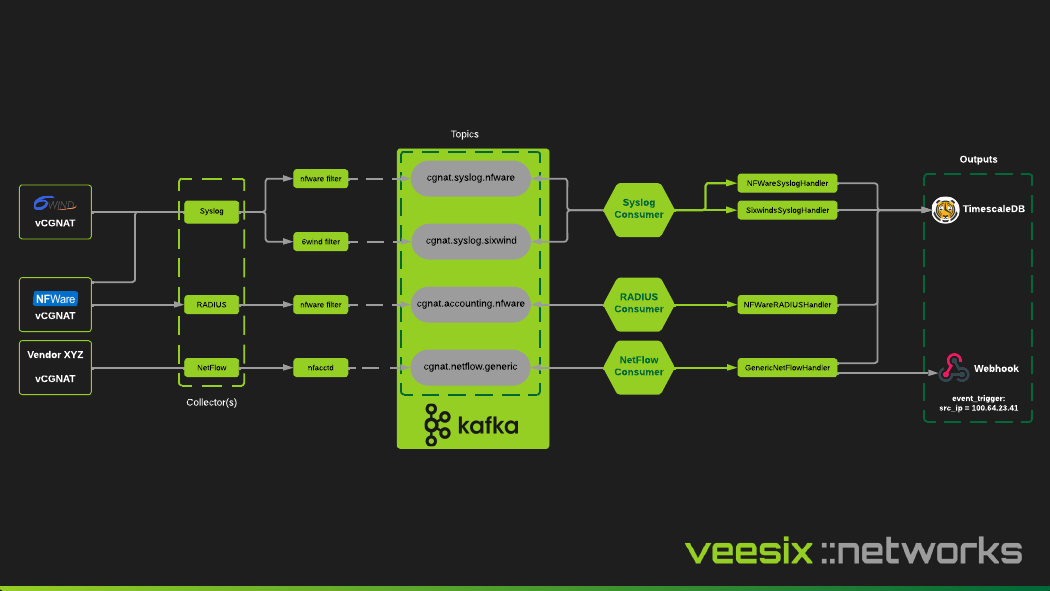 Topics
Outputs
6WIND
vCGNAT
NFWare
vCGNAT
Vendor XYZ
vCGNAT
Syslog
RADIUS
NetFlow
Collector(s)
nfware filter
6wind filter
nfware filter
nfacctd
cgnat.syslog.nfware
cgnat.syslog.sixwind
cgnat.accounting.nfware
cgnat.netflow.generic
kafka
Syslog
Consumer
RADIUS
Consumer
NetFlow
Consumer
NFWareSyslogHandler
SixwindsSyslogHandler
NFWareRADIUSHandler
GenericNetFlowHandler
TimescaleDB
Webhook
event_trigger:
src_ip = 100.64.23.41
veesix ::networks